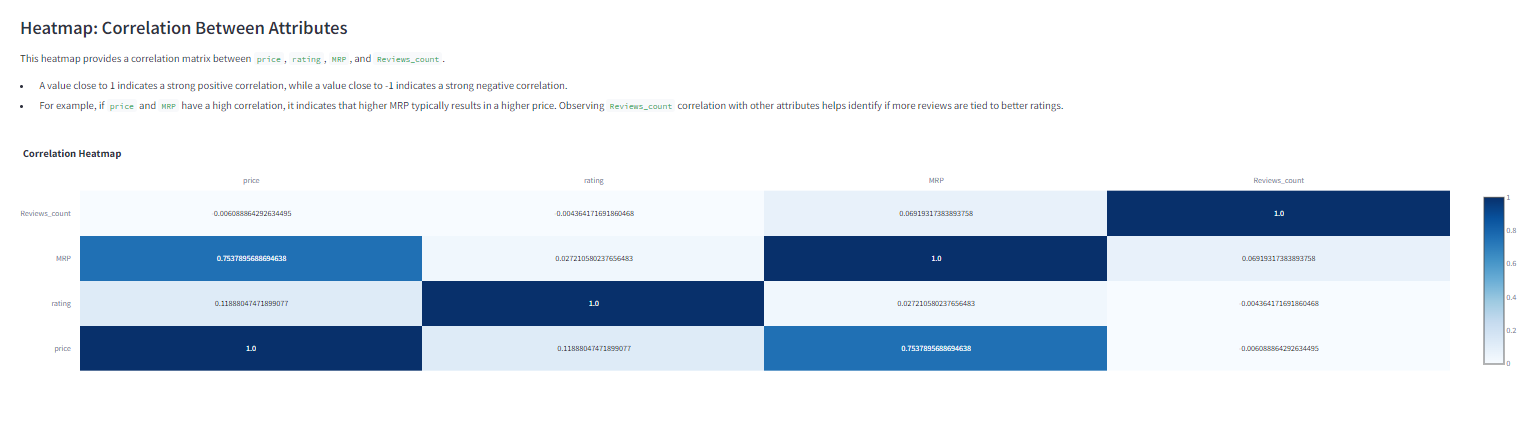 Heatmap: Correlation Between Attributes
This heatmap provides a correlation matrix between price, rating, MRP, and Reviews_count.
• A value close to 1 indicates a strong positive correlation, while a value close to -1 indicates a strong negative correlation.
• For example, if price and MRP have a high correlation, it indicates that higher MRP typically results in a higher price. Observing Reviews_count correlation with other attributes helps identify if more reviews are tied to better ratings.
Correlation Heatmap
price rating MRP Reviews_count
Reviews_count 0.006088864292634495 0.004364171691860468 0.06919317383893758 1.0
MRP 0.7537895688694638 0.027210580237656483 1.0 0.06919317383893758
rating 0.11888047471899077 1.0 0.027210580237656483 0.004364171691860468
price 1.0 0.11888047471899077 0.7537895688694638 0.006088864292634495
1
0.8
0.6
0.4
0.2
0